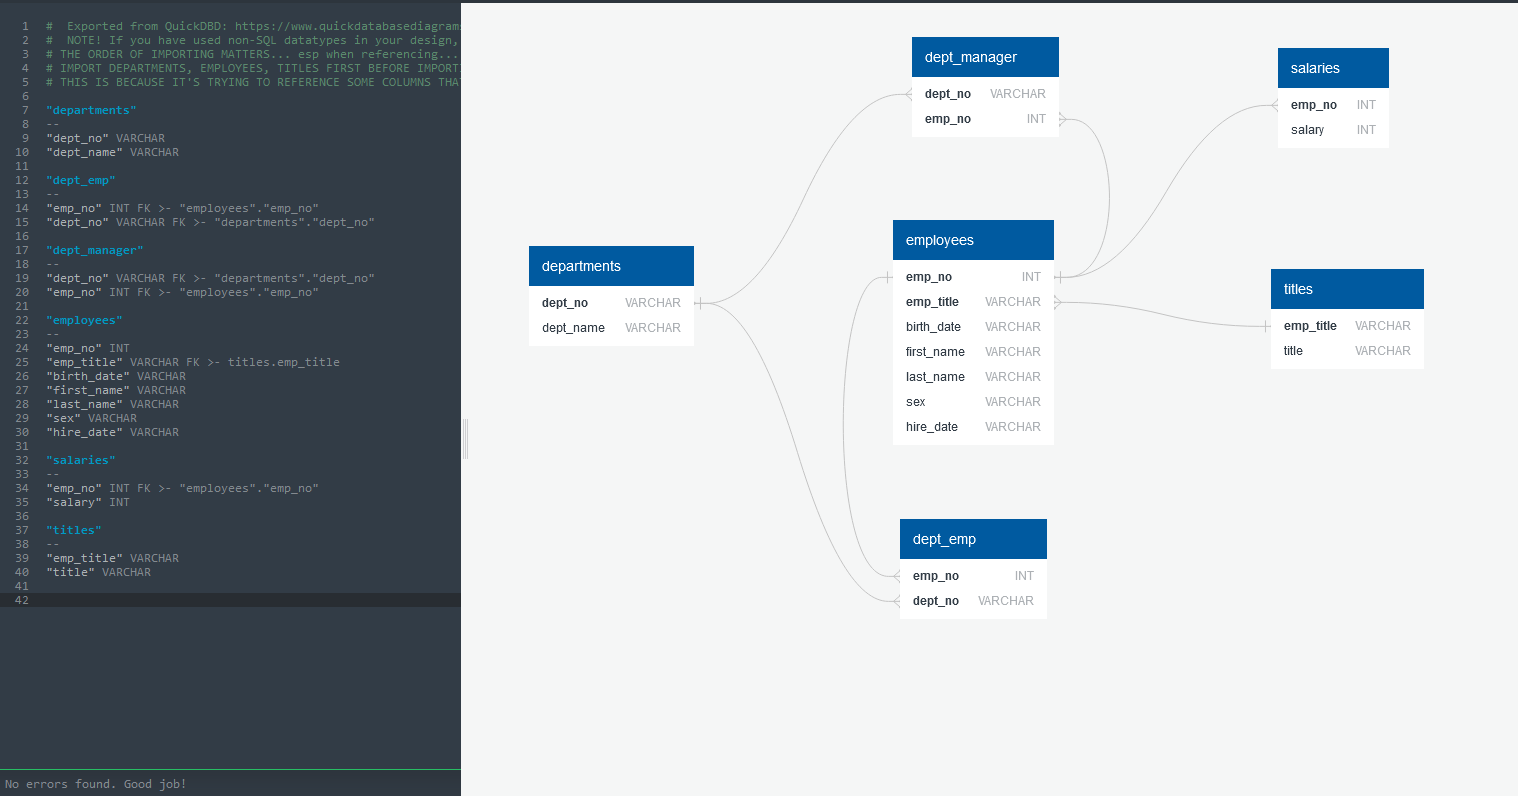 1 #  Exported from QuickDBD: https://www.quickdatabasediagram
2 #  NOTE! If you have used non-SQL datatypes in your design,
3 # THE ORDER OF IMPORTING MATTERS... esp when referencing...
4 # IMPORT DEPARTMENTS, EMPLOYEES, TITLES FIRST BEFORE IMPORT
5 # THIS IS BECAUSE IT'S TRYING TO REFERENCE SOME COLUMNS THA
6
7 "departments"
8 --
9 "dept_no" VARCHAR
10 "dept_name" VARCHAR
11
12 "dept_emp"
13 --
14 "emp_no" INT FK >- "employees"."emp_no"
15 "dept_no" VARCHAR FK >- "departments"."dept_no"
16
17 "dept_manager"
18 --
19 "dept_no" VARCHAR FK >- "departments"."dept_no"
20 "emp_no" INT FK >- "employees"."emp_no"
21
22 "employees"
23 --
24 "emp_no" INT
25 "emp_title" VARCHAR FK >- titles.emp_title
26 "birth_date" VARCHAR
27 "first_name" VARCHAR
28 "last_name" VARCHAR
29 "sex" VARCHAR
30 "hire_date" VARCHAR
31
32 "salaries"
33 --
34 "emp_no" INT FK >- "employees"."emp_no"
35 "salary" INT
36
37 "titles"
38 --
39 "emp_title" VARCHAR
40 "title" VARCHAR
41
42
No errors found. Good job!
dept_manager
dept_no VARCHAR
emp_no INT
salaries
emp_no INT
salary INT
departments
dept_no VARCHAR
dept_name VARCHAR
employees
emp_no INT
emp_title VARCHAR
birth_date VARCHAR
first_name VARCHAR
last_name VARCHAR
sex VARCHAR
hire_date VARCHAR
titles
emp_title VARCHAR
title VARCHAR
dept_emp
emp_no INT
dept_no VARCHAR